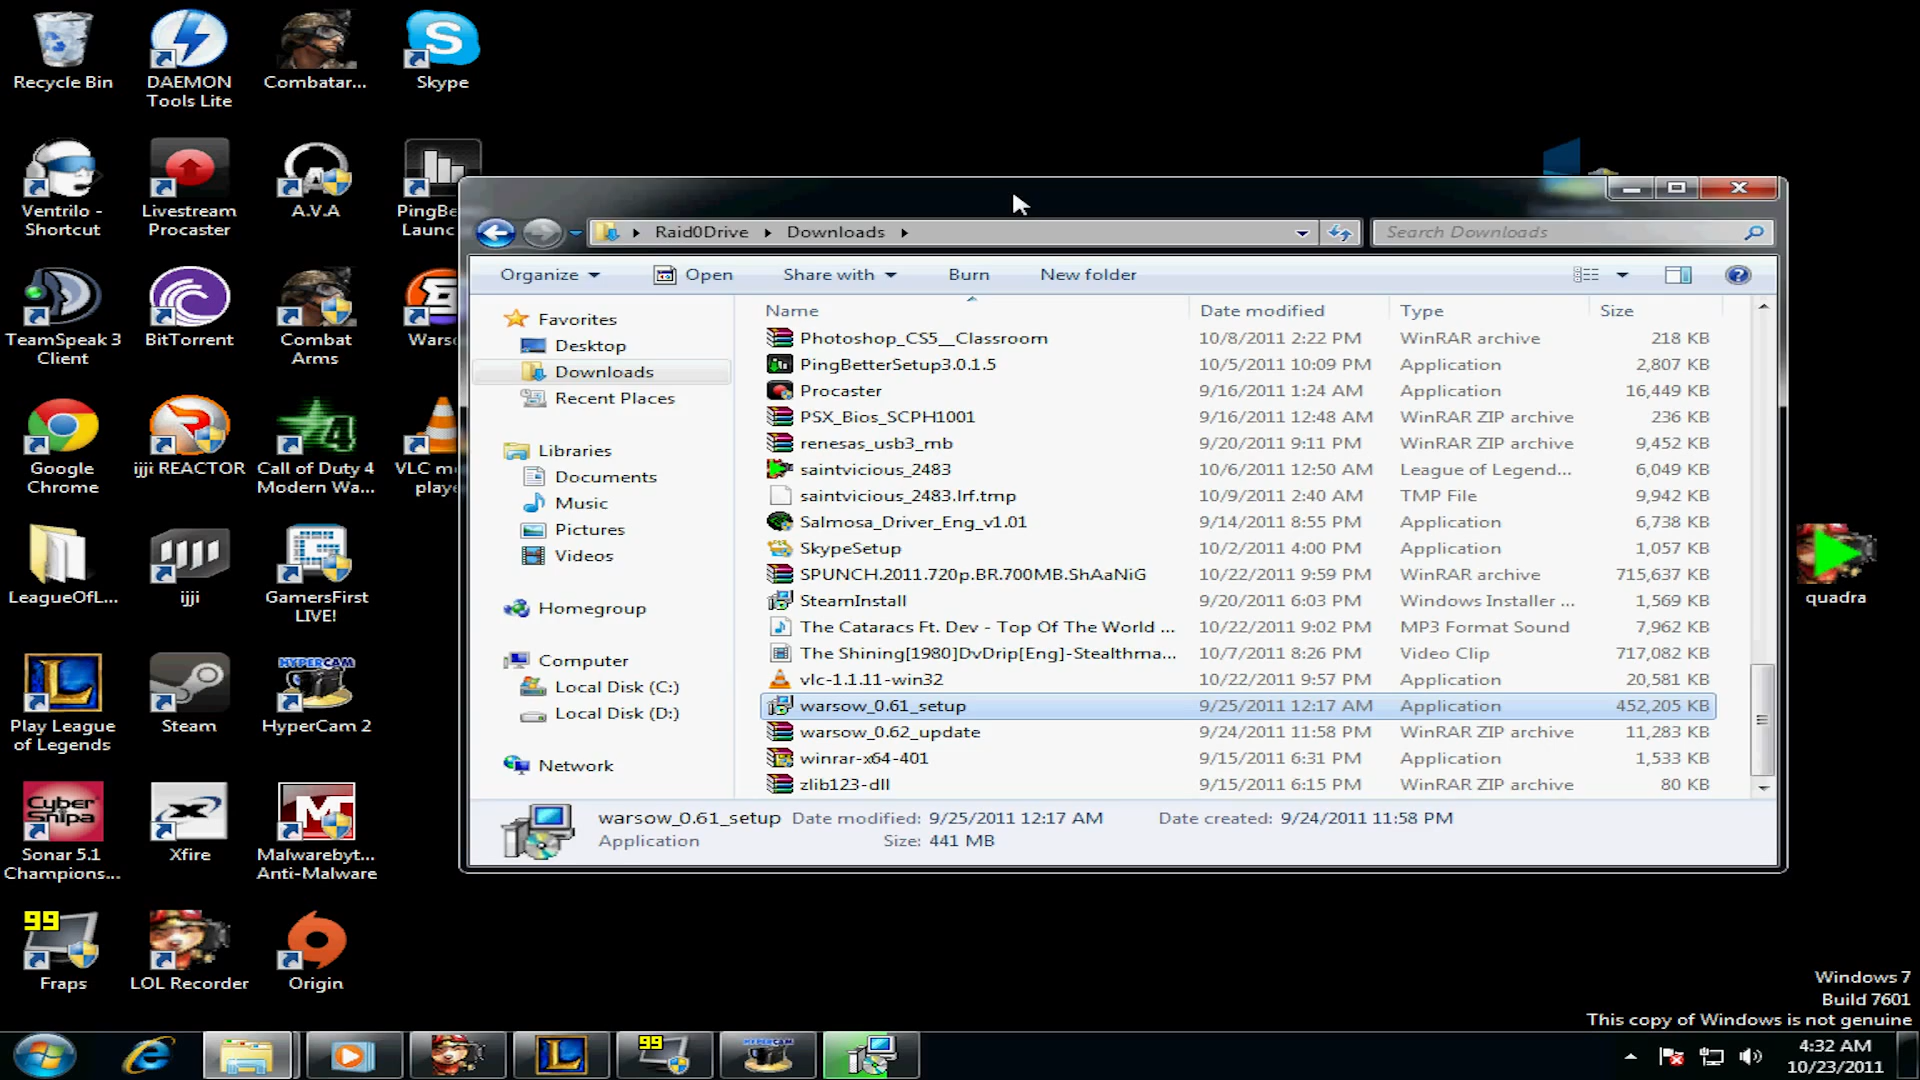 Recycle Bin
DAEMON
Tools Lite
Combatar...
Skype
Ventrilo -
Shortcut
Livestream
Procaster
A.V.A
PingBe
Launc
TeamSpeak 3
Client
BitTorrent
Combat
Arms
Wars
Google
Chrome
ijji REACTOR
4
Call of Duty 4
Modern Wa...
VLC m
playe
LeagueOfL...
ijji
GamersFirst
LIVE!
Play League
of Legends
Steam
HYPERCAM
HyperCam 2
Cyber
Snipa
Sonar 5.1
Champions...
Xfire
Malwarebyt...
Anti-Malware
99
Fraps
LOL Recorder
Origin
quadra
Raid0Drive
Downloads
Search Downloads
Organize
Open
Share with
Burn
New folder
Favorites
Desktop
Downloads
Recent Places
Libraries
Documents
Music
Pictures
Videos
Homegroup
Computer
Local Disk (C:)
Local Disk (D:)
Network
Name Date modified Type Size
Photoshop_CS5__Classroom 10/8/2011 2:22 PM WinRAR archive 218 KB
PingBetterSetup3.0.1.5 10/5/2011 10:09 PM Application 2,807 KB
Procaster 9/16/2011 1:24 AM Application 16,449 KB
PSX_Bios_SCPH1001 9/16/2011 12:48 AM WinRAR ZIP archive 236 KB
renesas_usb3_mb 9/20/2011 9:11 PM WinRAR ZIP archive 9,452 KB
saintvicious_2483 10/6/2011 12:50 AM League of Legend... 6,049 KB
saintvicious_2483.lrf.tmp 10/9/2011 2:40 AM TMP File 9,942 KB
Salmosa_Driver_Eng_v1.01 9/14/2011 8:55 PM Application 6,738 KB
SkypeSetup 10/2/2011 4:00 PM Application 1,057 KB
SPUNCH.2011.720p.BR.700MB.ShAaNiG 10/22/2011 9:59 PM WinRAR archive 715,637 KB
SteamInstall 9/20/2011 6:03 PM Windows Installer ... 1,569 KB
The Cataracs Ft. Dev - Top Of The World ... 10/22/2011 9:02 PM MP3 Format Sound 7,962 KB
The Shining[1980]DvDrip[Eng]-Stealthma... 10/7/2011 8:26 PM Video Clip 717,082 KB
vlc-1.1.11-win32 10/22/2011 9:57 PM Application 20,581 KB
warsow_0.61_setup 9/25/2011 12:17 AM Application 452,205 KB
warsow_0.62_update 9/24/2011 11:58 PM WinRAR ZIP archive 11,283 KB
winrar-x64-401 9/15/2011 6:31 PM Application 1,533 KB
zlib123-dll 9/15/2011 6:15 PM WinRAR ZIP archive 80 KB
warsow_0.61_setup Date modified: 9/25/2011 12:17 AM Date created: 9/24/2011 11:58 PM
Application Size: 441 MB
Windows 7
Build 7601
This copy of Windows is not genuine
99
HYPERCAM
4:32 AM
10/23/2011